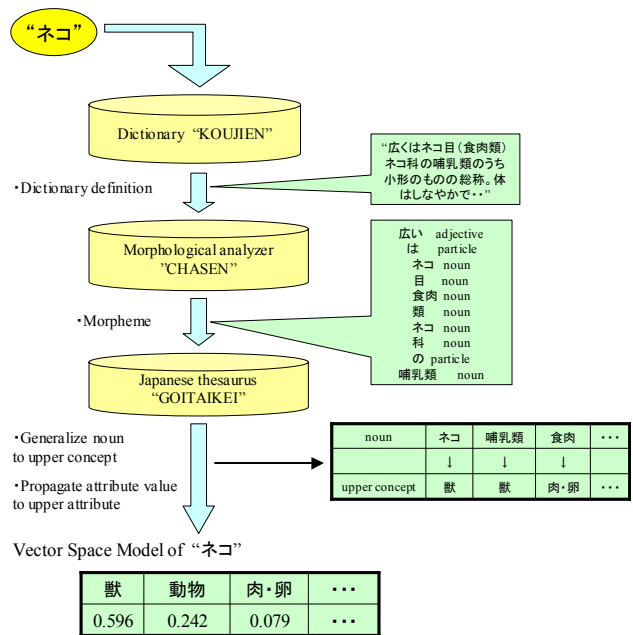 “ネコ”
Dictionary “KOUJIEN”
“広くはネコ目(食肉類)
ネコ科の哺乳類のうち
小形のものの総称。体
はしなやかで・・”
・Dictionary definition
Morphological analyzer
”CHASEN”
広い adjective
は particle
ネコ noun
目 noun
食肉 noun
類 noun
ネコ noun
科 noun
の particle
哺乳類 noun
・Morpheme
Japanese thesaurus
“GOITAIKEI”
・Generalize noun
to upper concept
・Propagate attribute value
to upper attribute
noun ネコ 哺乳類 食肉 ・・・
↓ ↓ ↓
upper concept 獣 獣 肉・卵 ・・・
Vector Space Model of “ネコ”
獣 動物 肉・卵 ・・・
0.596 0.242 0.079 ・・・